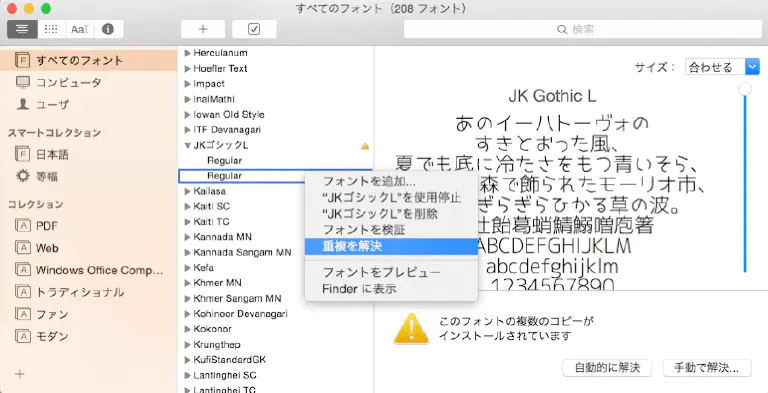 すべてのフォント（208 フォント）
検索
すべてのフォント
コンピュータ
ユーザ
スマートコレクション
日本語
等幅
コレクション
PDF
Web
Windows Office Comp...
トラディショナル
ファン
モダン
Herculanum
Hoefler Text
Impact
InaiMathi
Iowan Old Style
ITF Devanagari
JKゴシックL
Regular
Regular
Kailasa
Kaiti SC
Kaiti TC
Kannada MN
Kannada Sangam MN
Kefa
Khmer MN
Khmer Sangam MN
Kohinoor Devanagari
Kokonor
Krungthep
KufiStandardGK
Lantinghei SC
Lantinghei TC
フォントを追加...
“JKゴシックL”を使用停止
“JKゴシックL”を削除
フォントを検証
重複を解決
フォントをプレビュー
Finder に表示
サイズ： 合わせる
JK Gothic L
あのイーハトーヴォの
すきとおった風、
夏でも底に冷たさをもつ青いそら、
森で飾られたモーリオ市、
ぎらぎらひかる草の波。
辻飴葛蛸鯖鰯噌庖箸
ABCDEFGHIJKLM
abcdefghijklm
1234567890
このフォントの複数のコピーが
インストールされています
自動的に解決
手動で解決...